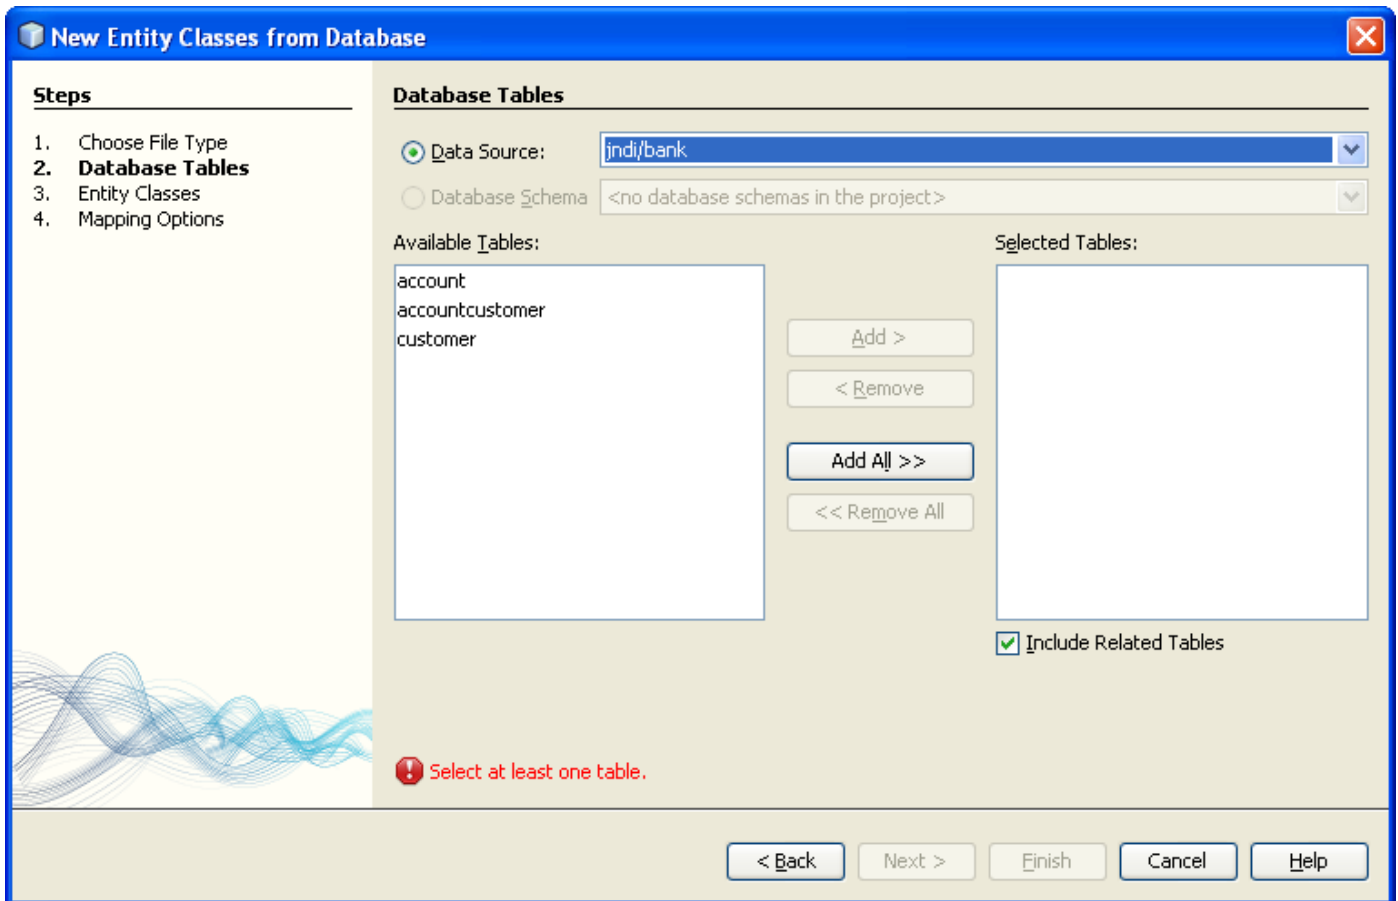 New Entity Classes from Database
Steps
1. Choose File Type
2. Database Tables
3. Entity Classes
4. Mapping Options
Database Tables
Data Source: jndi/bank
Database Schema <no database schemas in the project>
Available Tables:
account
accountcustomer
customer
Add >
< Remove
Add All >>
<< Remove All
Selected Tables:
Include Related Tables
Select at least one table.
< Back Next > Finish Cancel Help